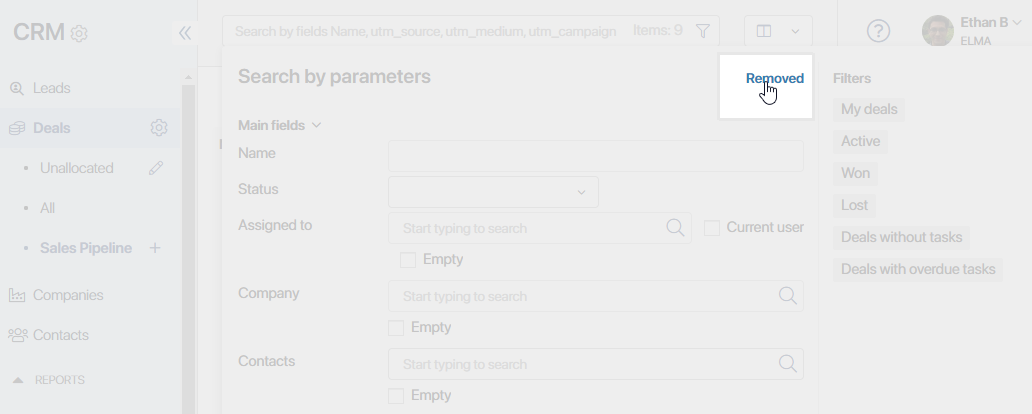 CRM
Search by fields Name, utm_source, utm_medium, utm_campaign
Items: 9
?
Ethan B
ELMA
Leads
Deals
Unallocated
All
Sales Pipeline
Companies
Contacts
REPORTS
Search by parameters
Removed
Main fields
Name
Status
Assigned to
Start typing to search
Current user
Empty
Company
Start typing to search
Empty
Contacts
Start typing to search
Empty
Filters
My deals
Active
Won
Lost
Deals without tasks
Deals with overdue tasks